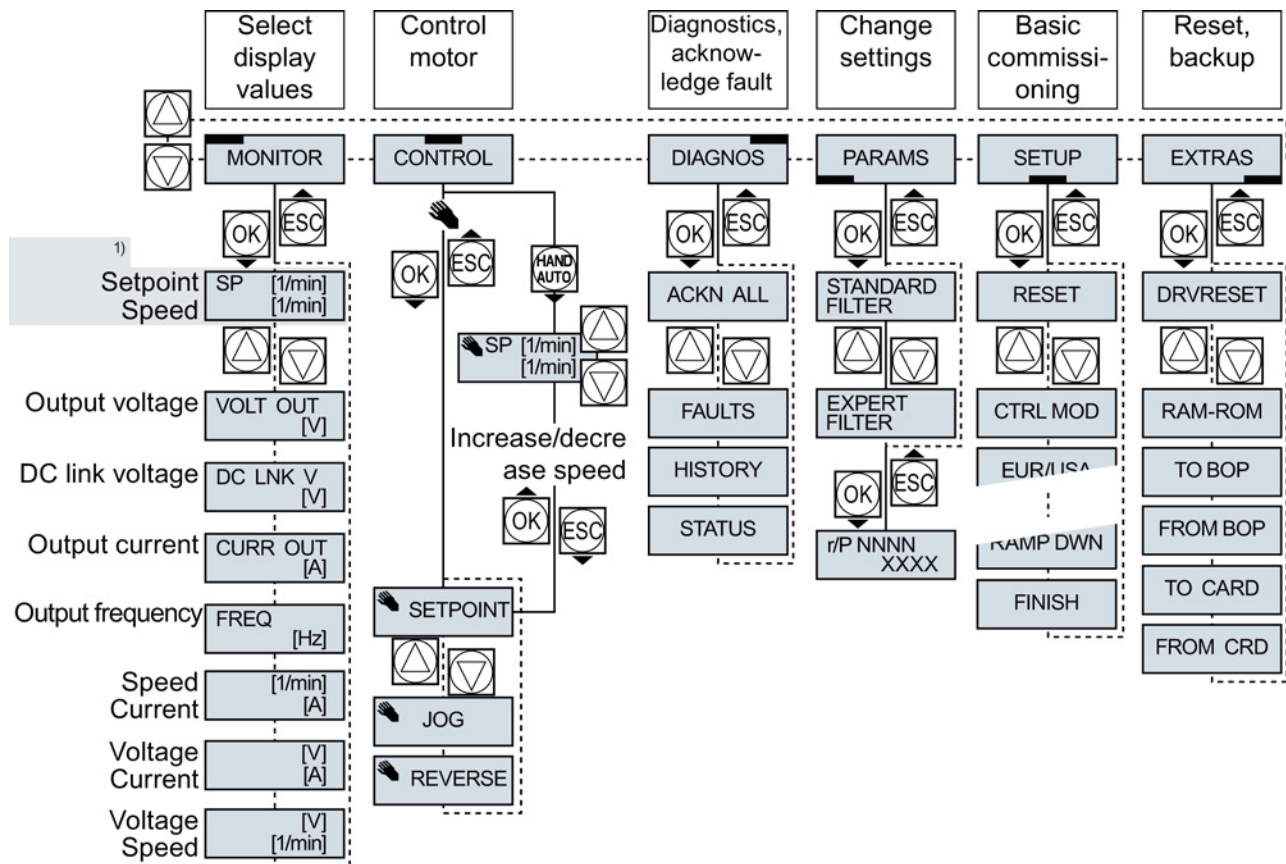 Select
display
values
Control
motor
Diagnostics,
acknow-
ledge fault
Change
settings
Basic
commissi-
oning
Reset,
backup
MONITOR
CONTROL
DIAGNOS
PARAMS
SETUP
EXTRAS
OK
ESC
OK
ESC
HAND
AUTO
OK
ESC
OK
ESC
OK
ESC
OK
ESC
1)
Setpoint
Speed
SP [1/min]
[1/min]
SP [1/min]
[1/min]
ACKN ALL
STANDARD
FILTER
RESET
DRVRESET
Output voltage
VOLT OUT
[V]
Increase/decre
ase speed
FAULTS
EXPERT
FILTER
CTRL MOD
RAM-ROM
DC link voltage
DC LNK V
[V]
OK
ESC
HISTORY
OK
ESC
EUR/USA
TO BOP
Output current
CURR OUT
[A]
STATUS
r/P NNNN
XXXX
RAMP DWN
FROM BOP
Output frequency
FREQ
[Hz]
SETPOINT
FINISH
TO CARD
FROM CRD
Speed
Current
[1/min]
[A]
JOG
Voltage
Current
[V]
[A]
REVERSE
Voltage
Speed
[V]
[1/min]